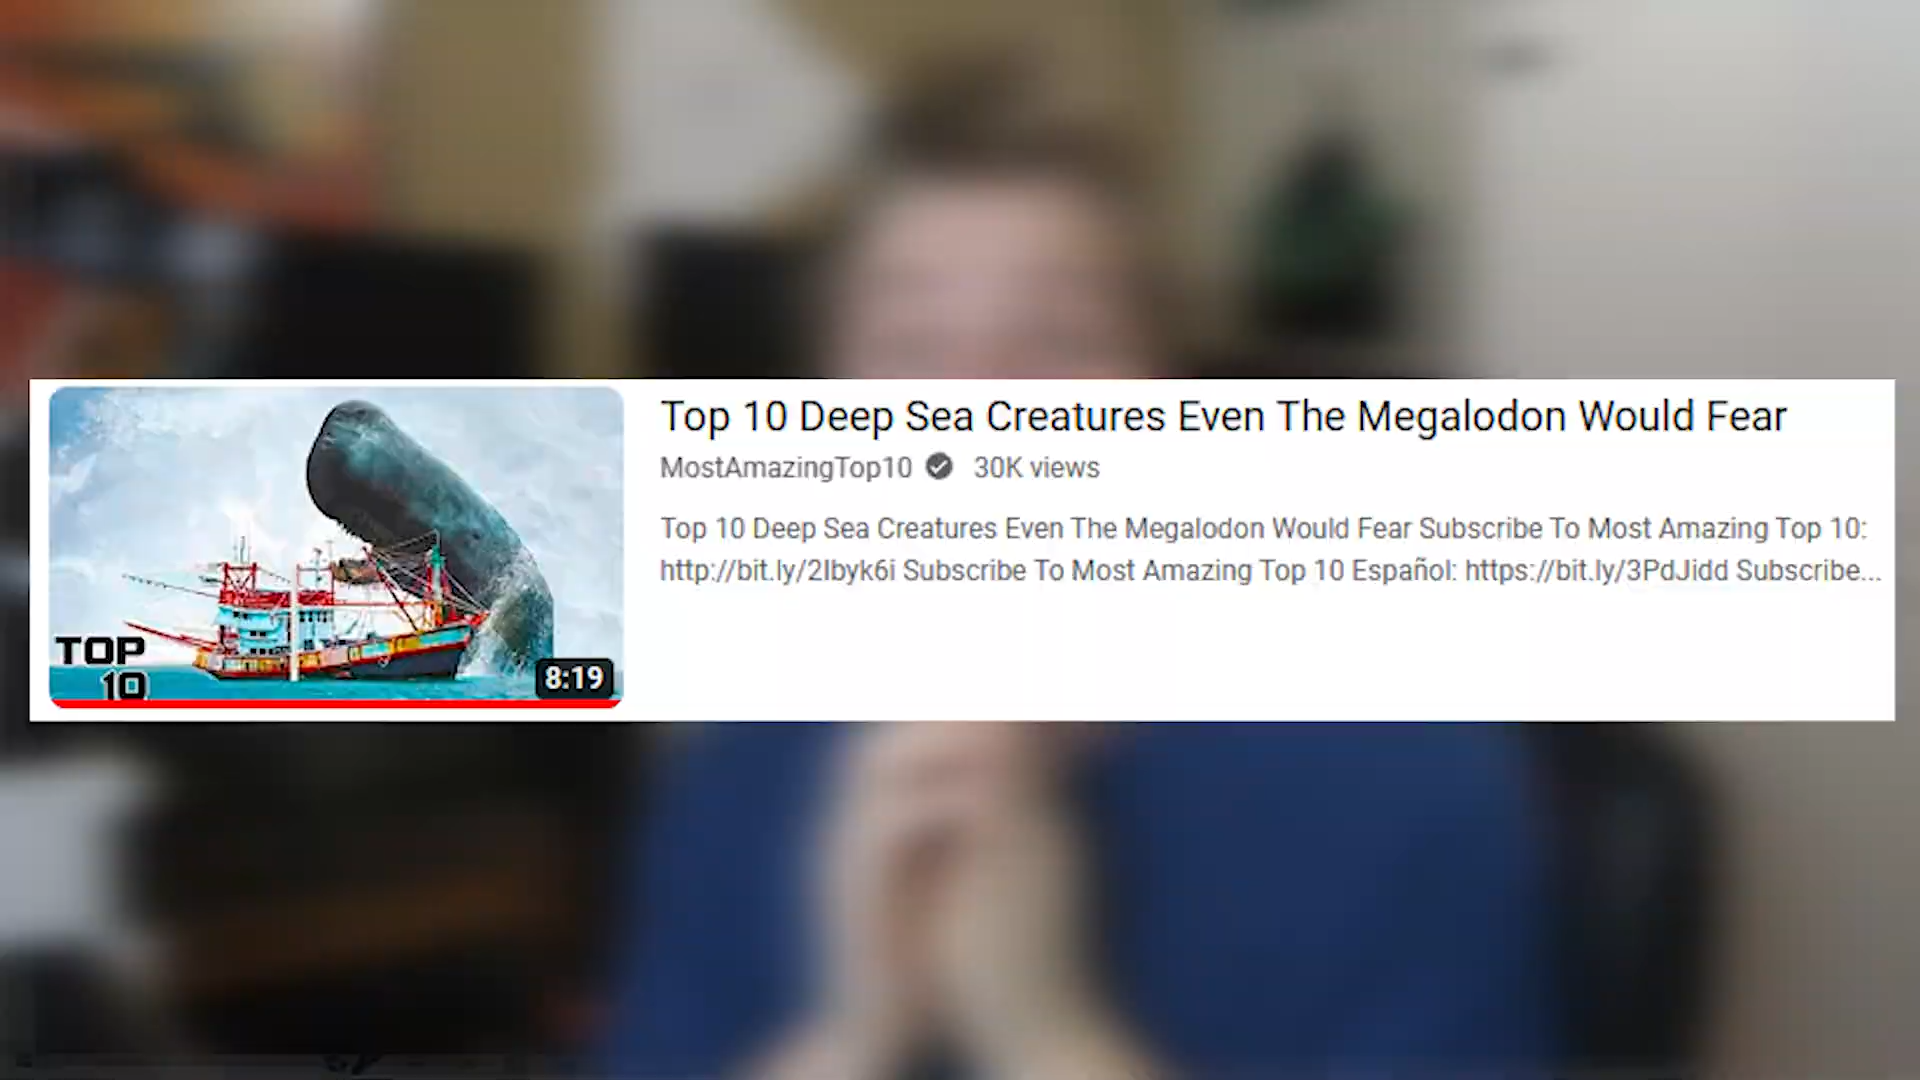 Top 10 Deep Sea Creatures Even The Megalodon Would Fear
MostAmazingTop10 30K views
Top 10 Deep Sea Creatures Even The Megalodon Would Fear Subscribe To Most Amazing Top 10:
http://bit.ly/2Ibyk6i Subscribe To Most Amazing Top 10 Español: https://bit.ly/3PdJidd Subscribe...
TOP
10
8:19